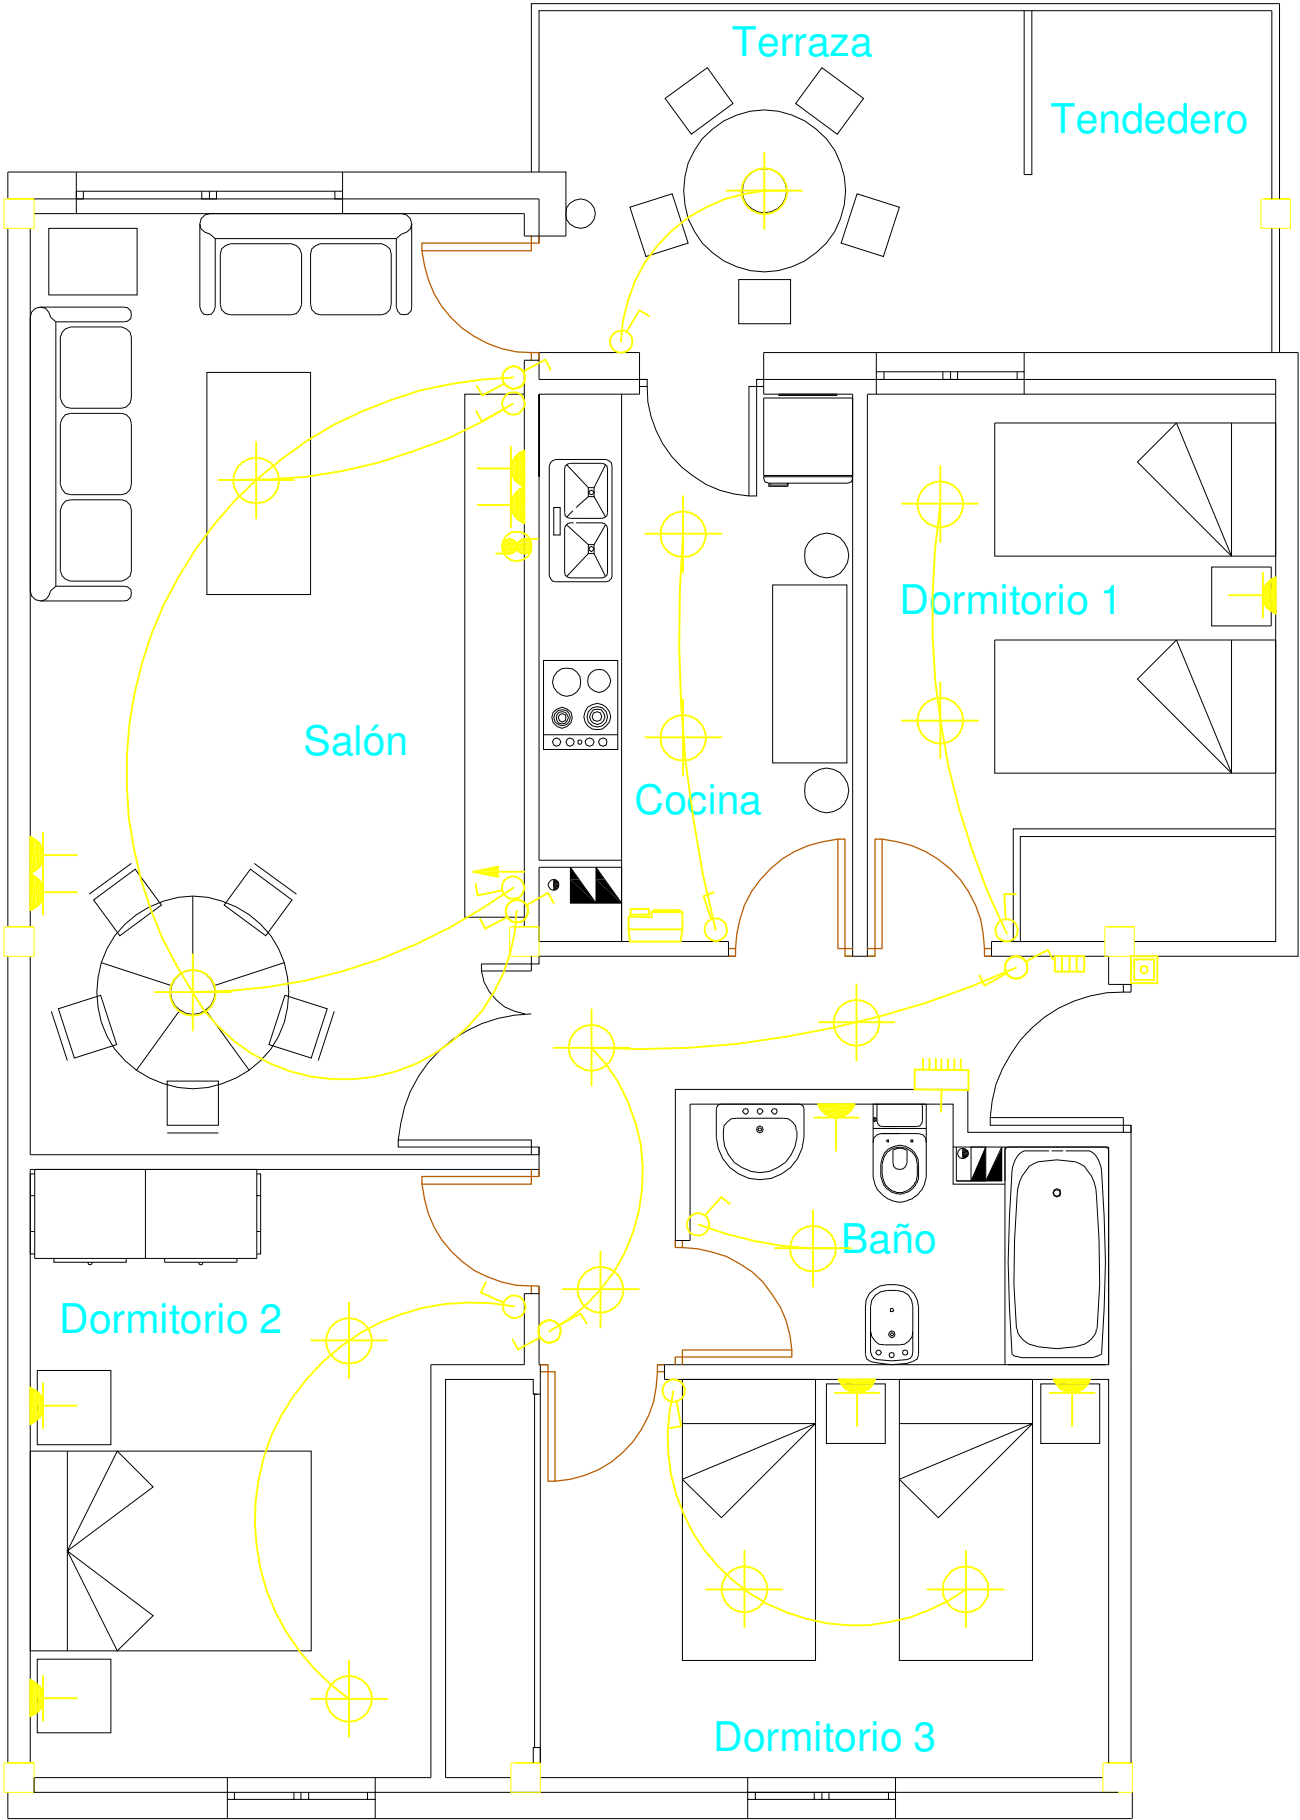 Terraza
Tendedero
Dormitorio 1
Salón
Cocina
Baño
Dormitorio 2
Dormitorio 3